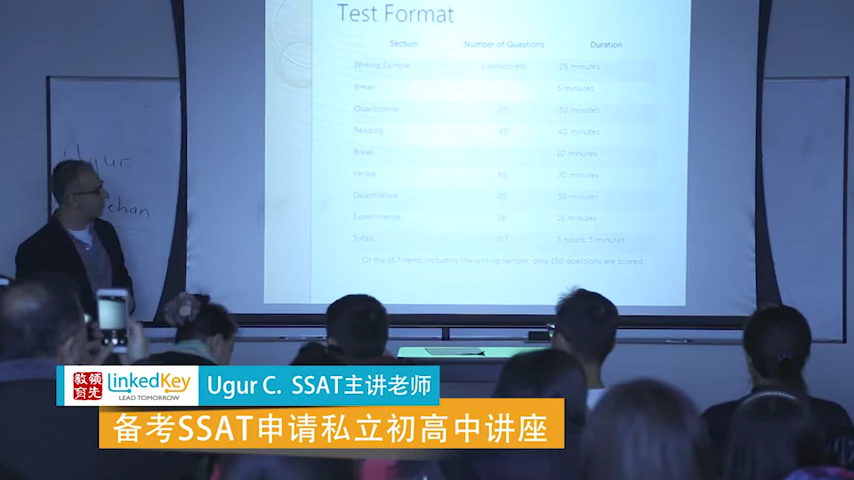 Test Format
Section Number of Questions Duration
Writing Sample 25 minutes
Break 5 minutes
Quantitative 25 30 minutes
Reading 40 40 minutes
Break 10 minutes
Verbal 60 30 minutes
Quantitative 25 30 minutes
Experimental 16 15 minutes
Totals 167 3 hours, 5 minutes
Of the 167 items including the writing sample, only 150 questions are scored
Ugur
领先教育
LinkedKey
LEAD TOMORROW
Ugur C. SSAT主讲老师
备考SSAT申请私立初高中讲座